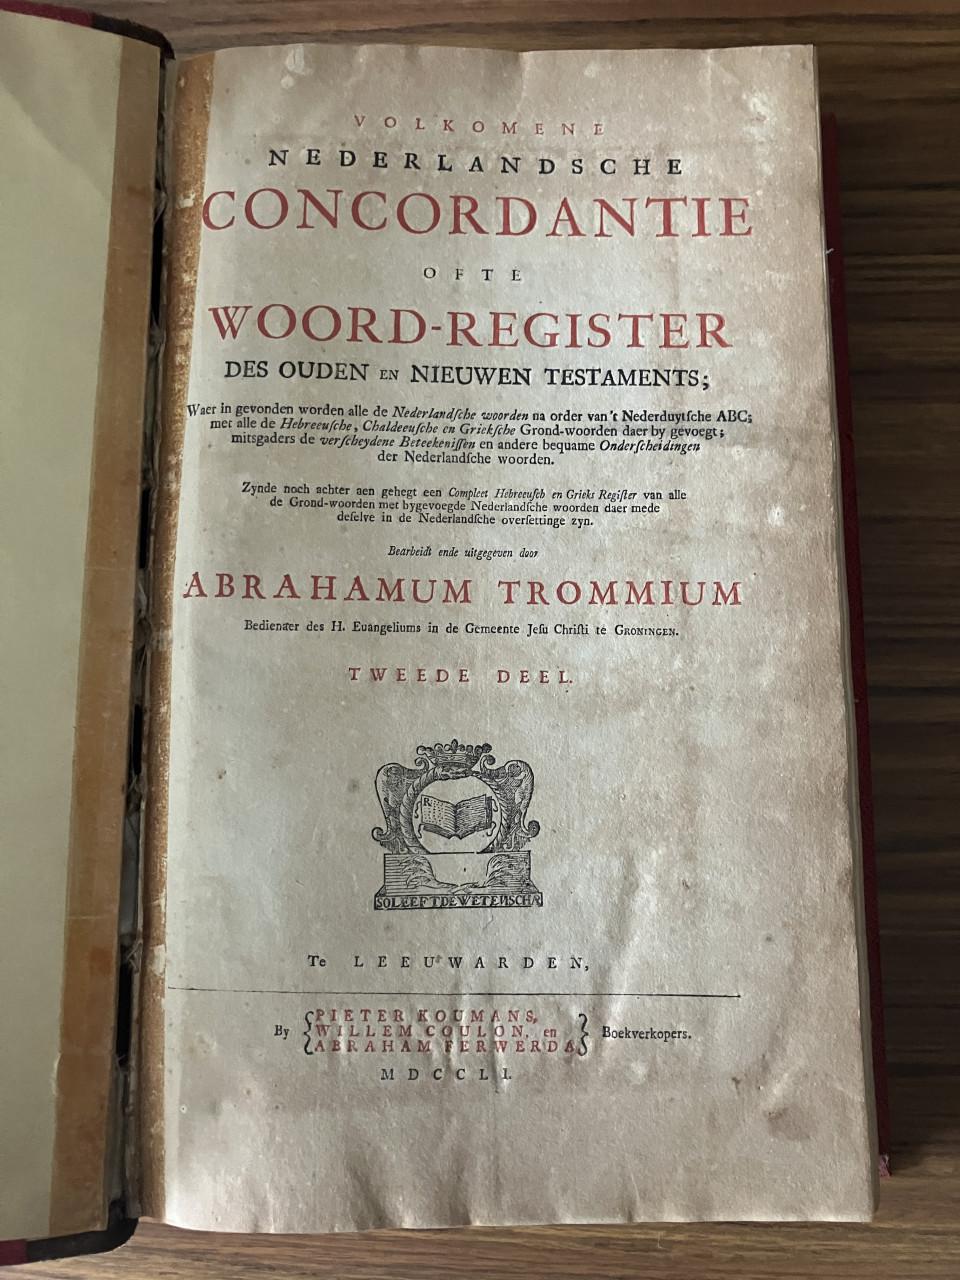 VOLKOMENE
NEDERLANDSCHE
CONCORDANTIE
OFTE
WOORD-REGISTER
DES OUDEN EN NIEUWEN TESTAMENTS;
Waer in gevonden worden alle de Nederlandſche woorden na order van't Nederduytſche ABC;
met alle de Hebreeuſche, Chaldeeuſche en Griekſche Grond-woorden daer by gevoegt;
mitsgaders de verſcheydene Beteekeniſſen en andere bequame Onderſcheidingen
der Nederlandſche woorden.
Zynde noch achter aen gehegt een Compleet Hebreeuſch en Grieks Regiſter van alle
de Grond-woorden met bygevoegde Nederlandſche woorden daer mede
deſelve in de Nederlandſche overſettinge zyn.
Bearbeidt ende uitgegeven door
ABRAHAMUM TROMMIUM
Bedienaer des H. Euangeliums in de Gemeente Jeſu Chriſti te GRONINGEN.
TWEEDE DEEL.
R
SOLEEFTDEWETENSCHA
Te LEEUWARDEN,
By { PIETER KOUMANS,
WILLEM COULON, en
ABRAHAM FERWERDA } Boekverkopers.
MDCCLI.